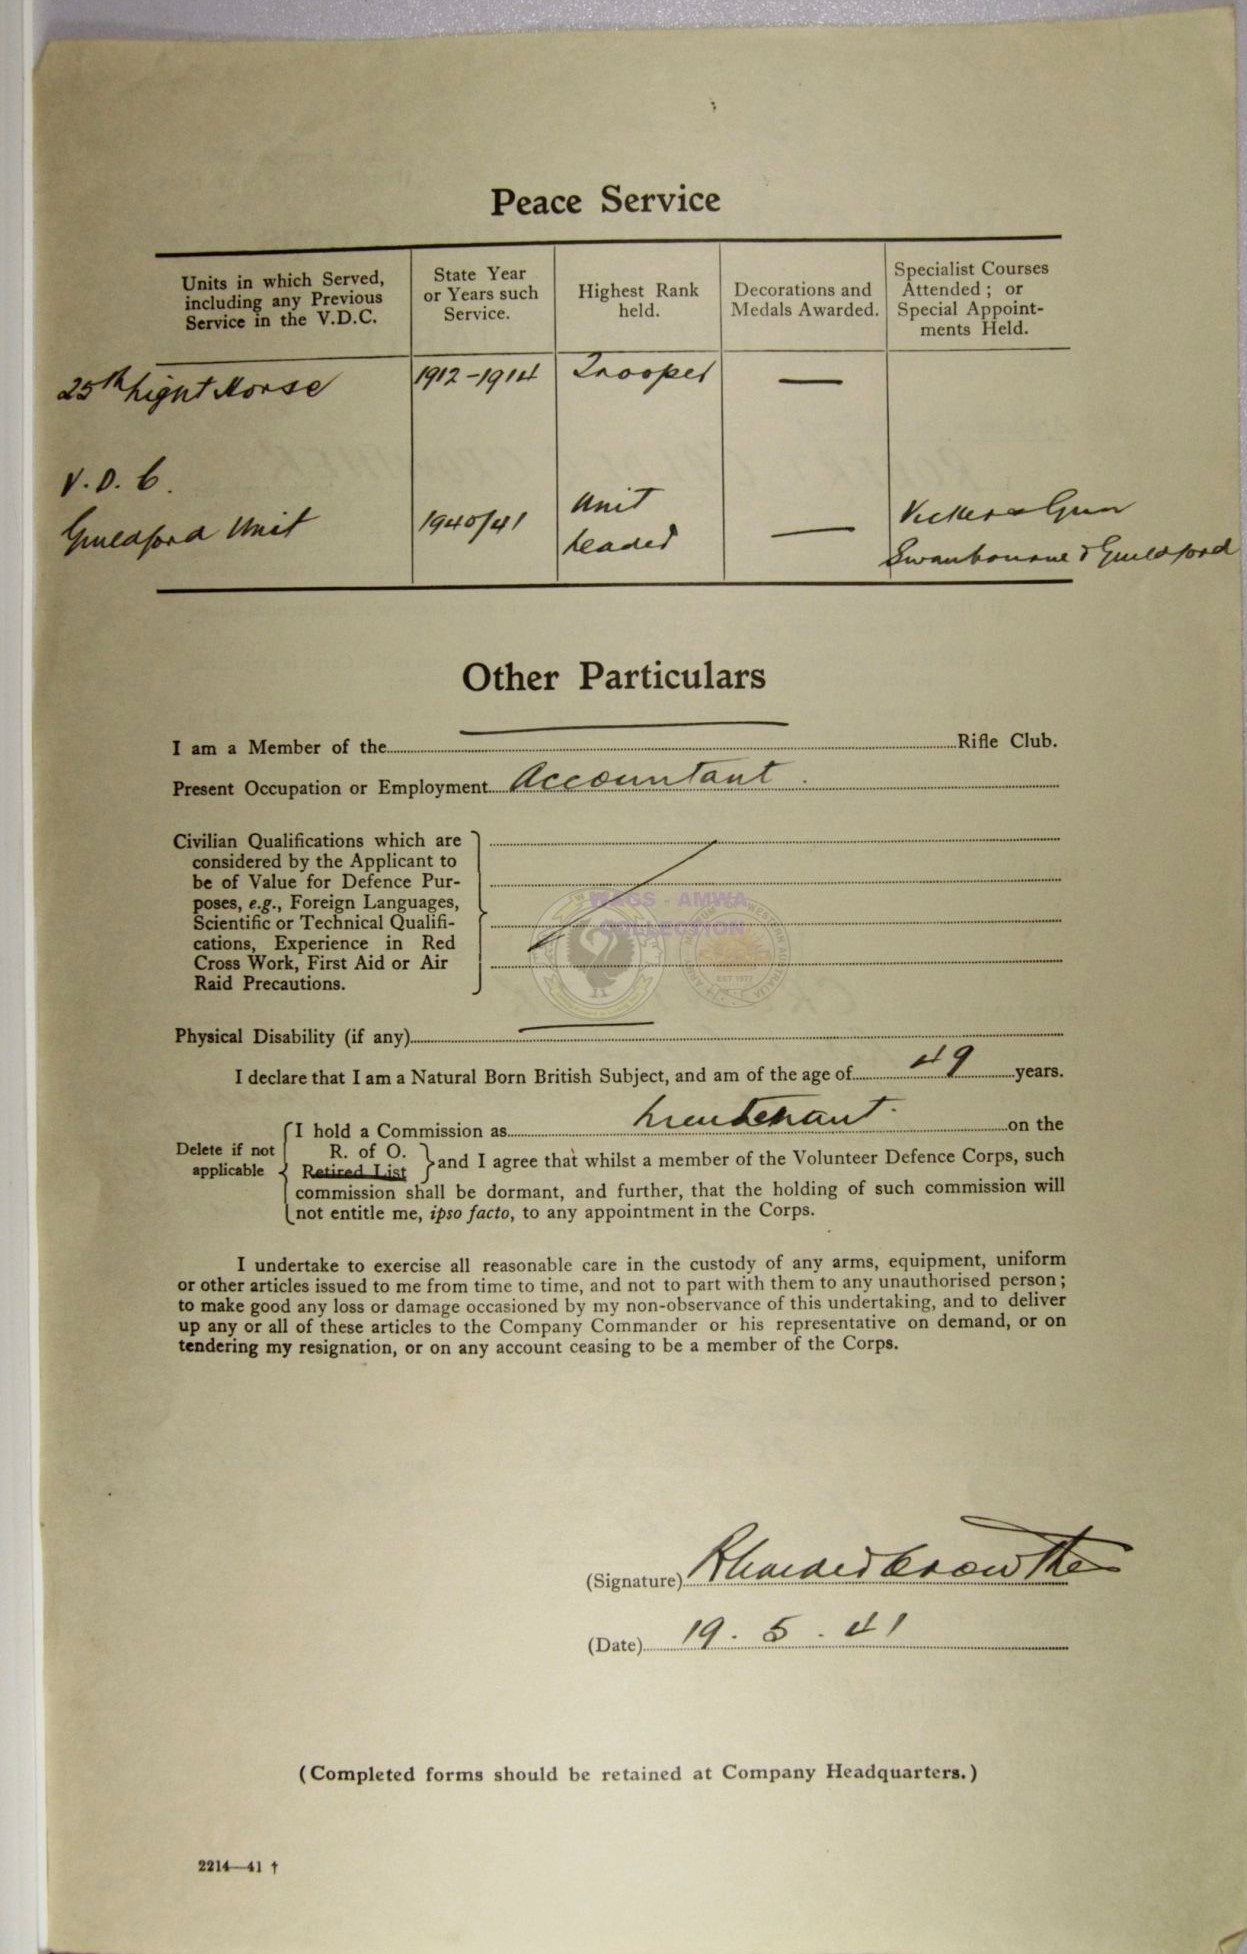 Peace Service
Units in which Served,
including any Previous
Service in the V.D.C.
State Year
or Years such
Service.
Highest Rank
held.
Decorations and
Medals Awarded.
Specialist Courses
Attended ; or
Special Appoint-
ments Held.
25th Light Horse
1912-1914
Trooper
—
V. D. C.
Guildford Unit
1940/41
Unit
Leader
—
Vickers Gun
Swanbourne & Guildford
Other Particulars
I am a Member of the — Rifle Club.
Present Occupation or Employment Accountant.
Civilian Qualifications which are
considered by the Applicant to
be of Value for Defence Pur-
poses, e.g., Foreign Languages,
Scientific or Technical Qualifi-
cations, Experience in Red
Cross Work, First Aid or Air
Raid Precautions.
WAGS - AMWA
COLLECTION
EST 1977
Physical Disability (if any) —
I declare that I am a Natural Born British Subject, and am of the age of 49 years.
Delete if not
applicable
I hold a Commission as Lieutenant on the
R. of O.
Retired List
and I agree that whilst a member of the Volunteer Defence Corps, such
commission shall be dormant, and further, that the holding of such commission will
not entitle me, ipso facto, to any appointment in the Corps.
I undertake to exercise all reasonable care in the custody of any arms, equipment, uniform
or other articles issued to me from time to time, and not to part with them to any unauthorised person ;
to make good any loss or damage occasioned by my non-observance of this undertaking, and to deliver
up any or all of these articles to the Company Commander or his representative on demand, or on
tendering my resignation, or on any account ceasing to be a member of the Corps.
(Signature) Crowther
(Date) 19. 5. 41
(Completed forms should be retained at Company Headquarters.)
2214—41 †